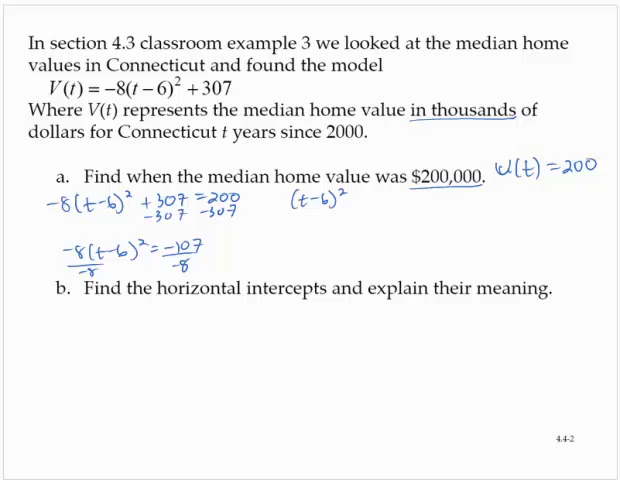 In section 4.3 classroom example 3 we looked at the median home
values in Connecticut and found the model
V(t) = −8(t − 6)² + 307
Where V(t) represents the median home value in thousands of
dollars for Connecticut t years since 2000.
a. Find when the median home value was $200,000. V(t) = 200
-8(t-6)² + 307 = 200 (t-6)²
-307 -307
-8(t-6)² = -107
-8 -8
b. Find the horizontal intercepts and explain their meaning.
4.4-2